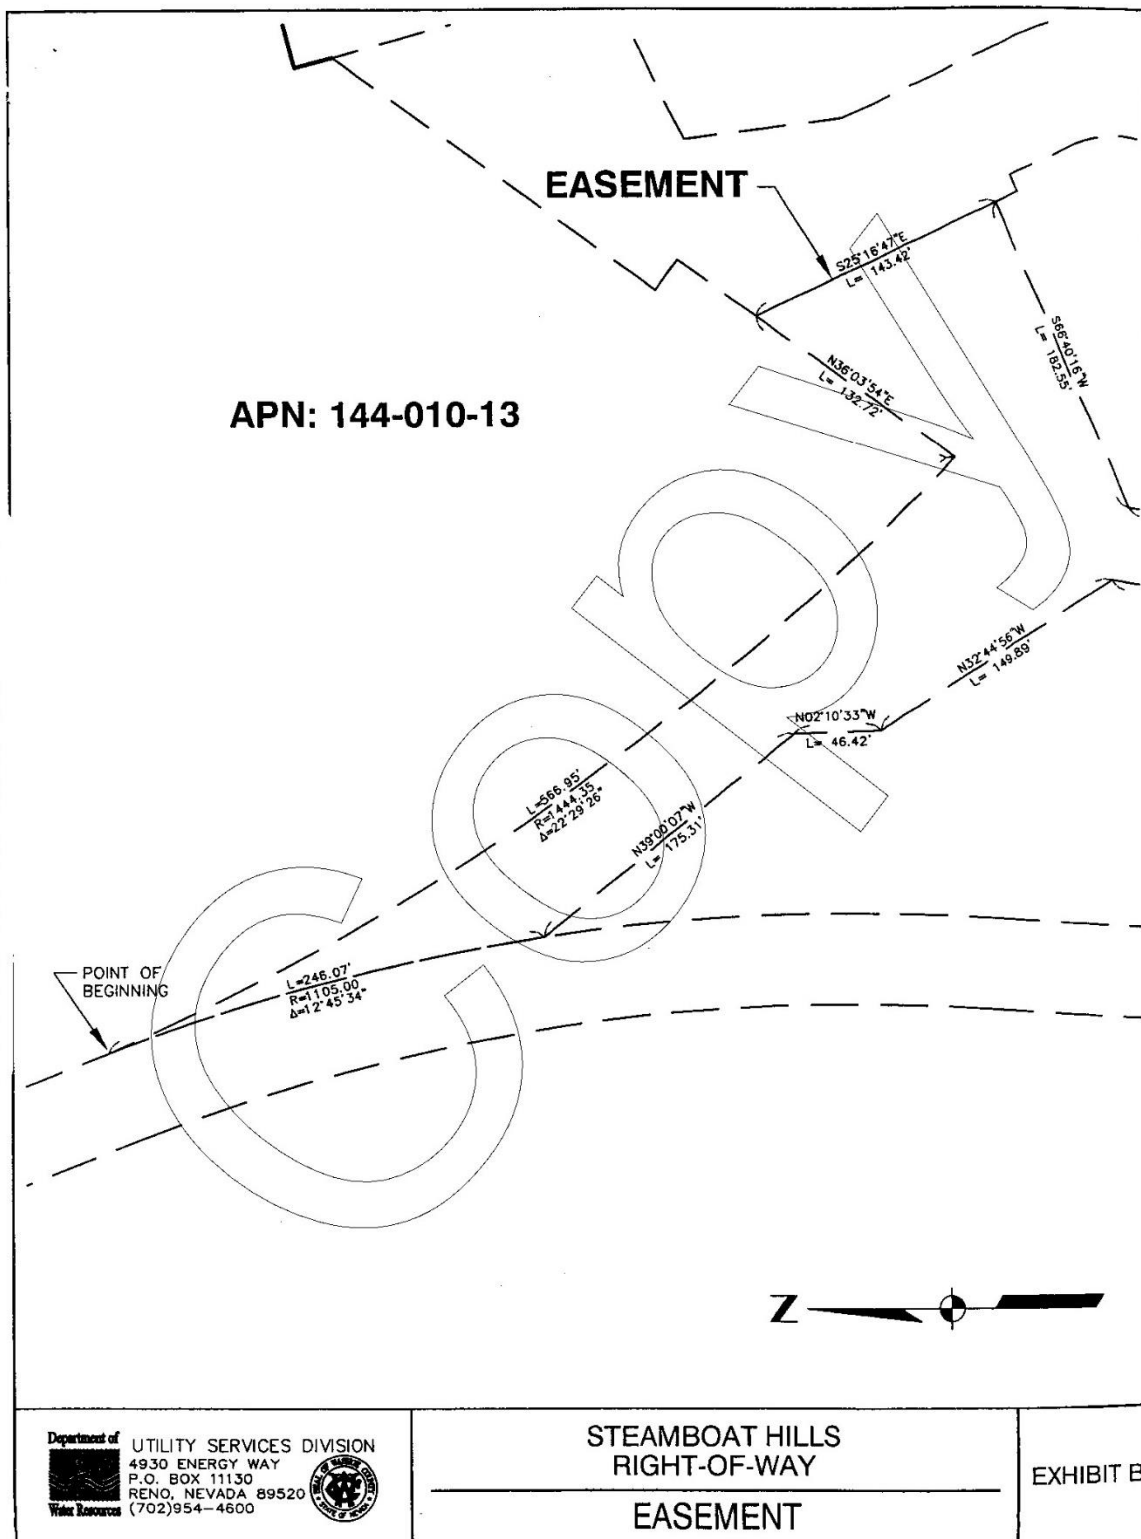 EASEMENT
S25°16'47"E
L= 143.42'
S66°40'16"W
L= 182.55'
N36°03'54"E
L= 132.72'
APN: 144-010-13
N32°44'56"W
L= 149.89'
N02°10'33"W
L= 46.42'
L=566.95'
R=1444.35
Δ=22°29'26"
N39°00'07"W
L= 175.31'
POINT OF
BEGINNING
L=246.07'
R=1105.00
Δ=12°45'34"
Copy
Z
Department of
Water Resources
UTILITY SERVICES DIVISION
4930 ENERGY WAY
P.O. BOX 11130
RENO, NEVADA 89520
(702)954-4600
STEAMBOAT HILLS
RIGHT-OF-WAY
EASEMENT
EXHIBIT B